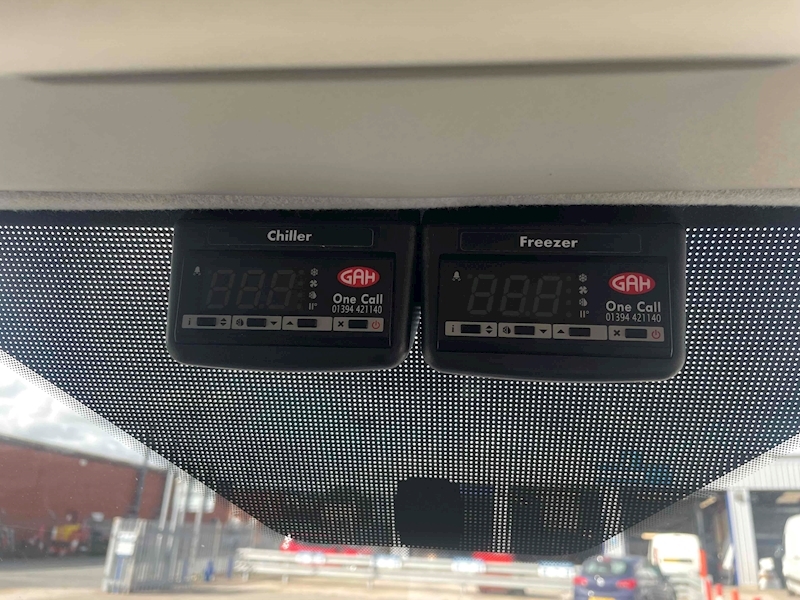 Chiller
GAH
One Call
01394 421140
Freezer
GAH
One Call
01394 421140